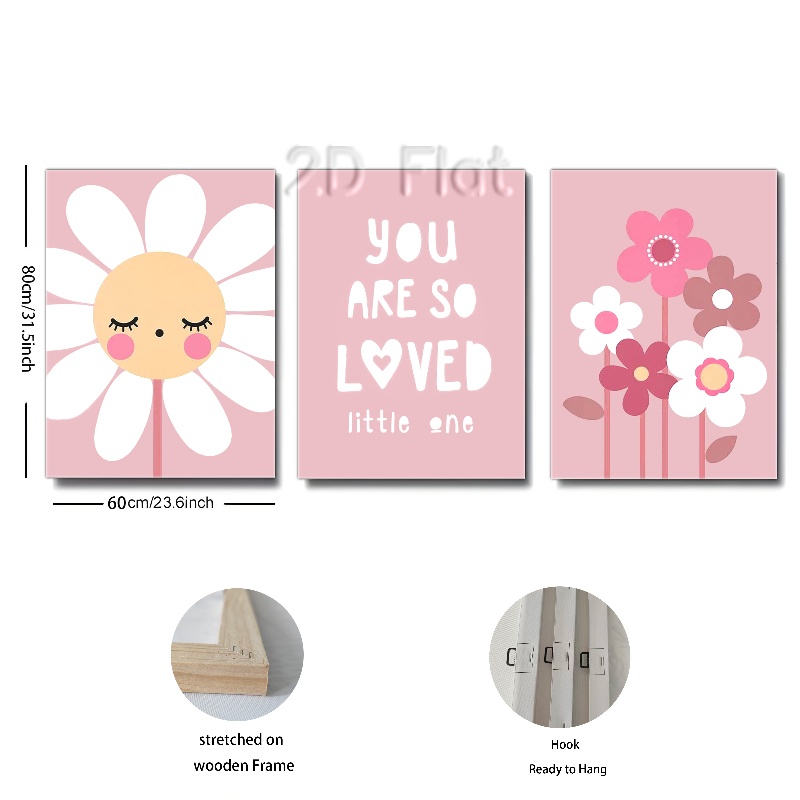 2D Flat
YOU
ARE SO
LOVED
little one
80cm/31.5inch
60cm/23.6inch
stretched on
wooden Frame
Hook
Ready to Hang